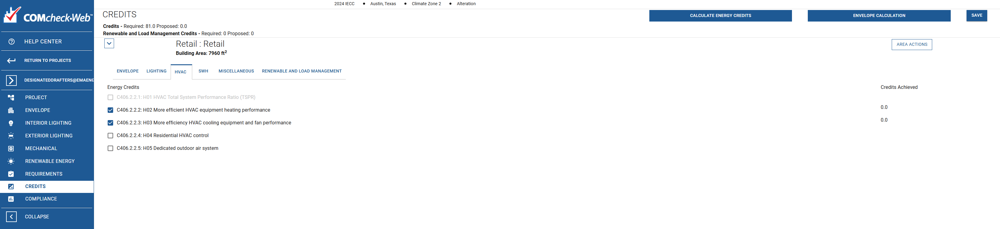 2024 IECC ● Austin, Texas ● Climate Zone 2 ● Alteration
COMcheck•Web™
HELP CENTER
RETURN TO PROJECTS
DESIGNATEDDRAFTERS@EMAENG
PROJECT
ENVELOPE
INTERIOR LIGHTING
EXTERIOR LIGHTING
MECHANICAL
RENEWABLE ENERGY
REQUIREMENTS
CREDITS
COMPLIANCE
COLLAPSE
CREDITS
CALCULATE ENERGY CREDITS
ENVELOPE CALCULATION
SAVE
Credits - Required: 81.0 Proposed: 0.0
Renewable and Load Management Credits - Required: 0 Proposed: 0
Retail : Retail
Building Area: 7960 ft²
AREA ACTIONS
ENVELOPE LIGHTING HVAC SWH MISCELLANEOUS RENEWABLE AND LOAD MANAGEMENT
Energy Credits Credits Achieved
C406.2.2.1: H01 HVAC Total System Performance Ratio (TSPR)
C406.2.2.2: H02 More efficient HVAC equipment heating performance 0.0
C406.2.2.3: H03 More efficiency HVAC cooling equipment and fan performance 0.0
C406.2.2.4: H04 Residential HVAC control
C406.2.2.5: H05 Dedicated outdoor air system